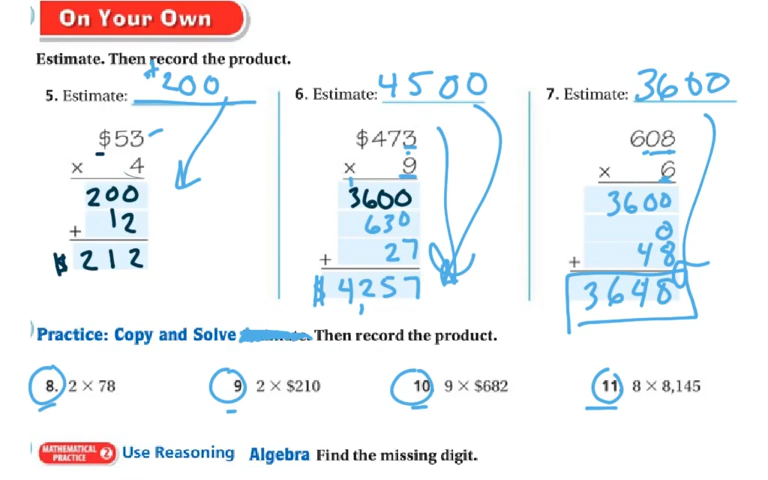 On Your Own
Estimate. Then record the product.
5. Estimate: $200
6. Estimate: 4500
7. Estimate: 3600
$53
× 4
200
+ 12
$212
$473
× 9
1
3600
630
+ 27
$4,257
608
× 6
3600
0
+ 48
3648
Practice: Copy and Solve Then record the product.
8. 2 × 78
9 2 × $210
10 9 × $682
11 8 × 8,145
MATHEMATICAL PRACTICE 2 Use Reasoning Algebra Find the missing digit.